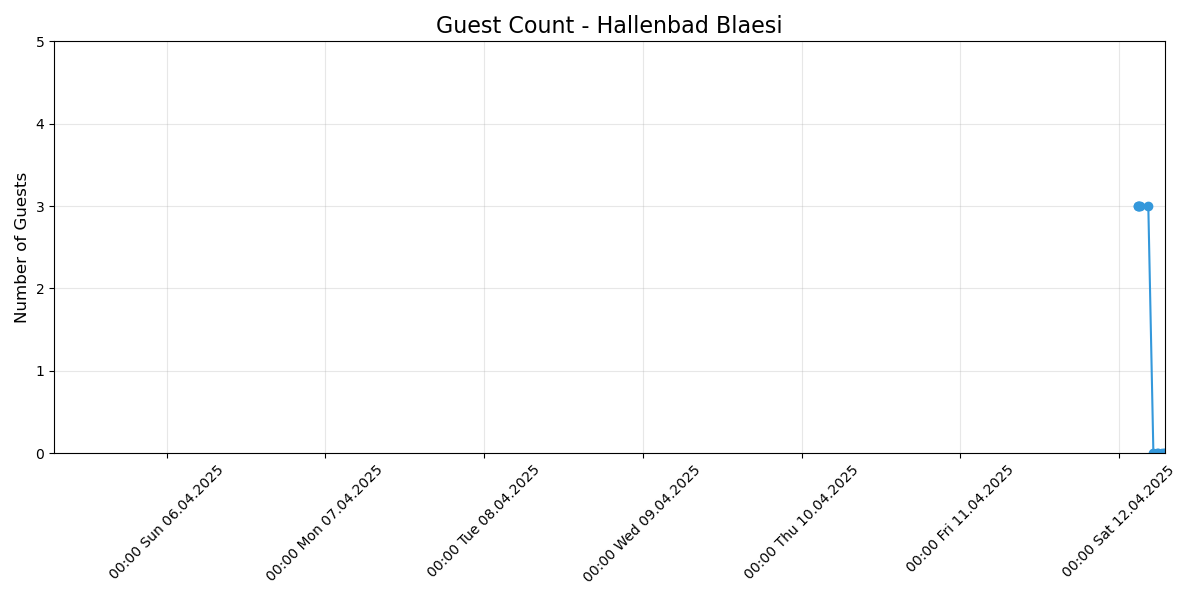 Guest Count - Hallenbad Blaesi
Number of Guests
5
4
3
2
1
0
00:00 Sun 06.04.2025
00:00 Mon 07.04.2025
00:00 Tue 08.04.2025
00:00 Wed 09.04.2025
00:00 Thu 10.04.2025
00:00 Fri 11.04.2025
00:00 Sat 12.04.2025